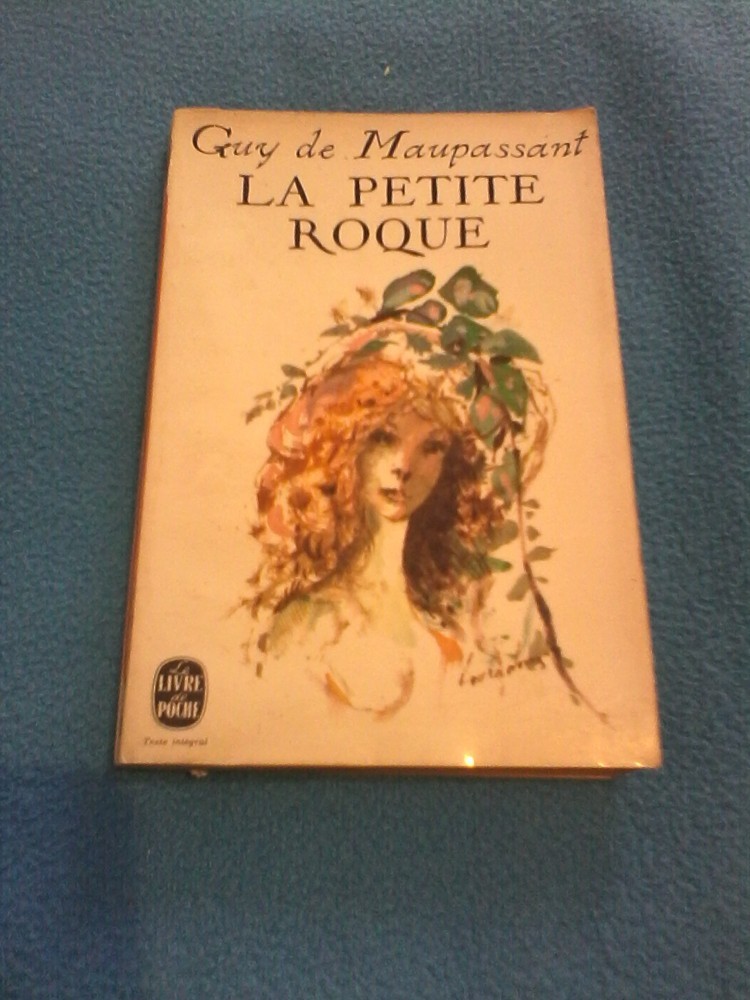 Guy de Maupassant
LA PETITE
ROQUE
Le
LIVRE
de
POCHE
Texte intégral